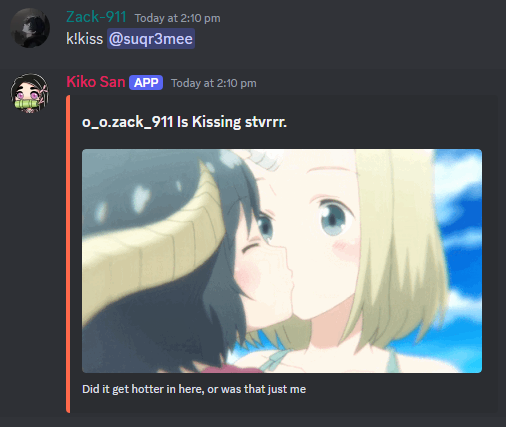 Zack-911 Today at 2:10 pm
k!kiss @suqr3mee
Kiko San APP Today at 2:10 pm
o_o.zack_911 Is Kissing stvrrr.
Did it get hotter in here, or was that just me